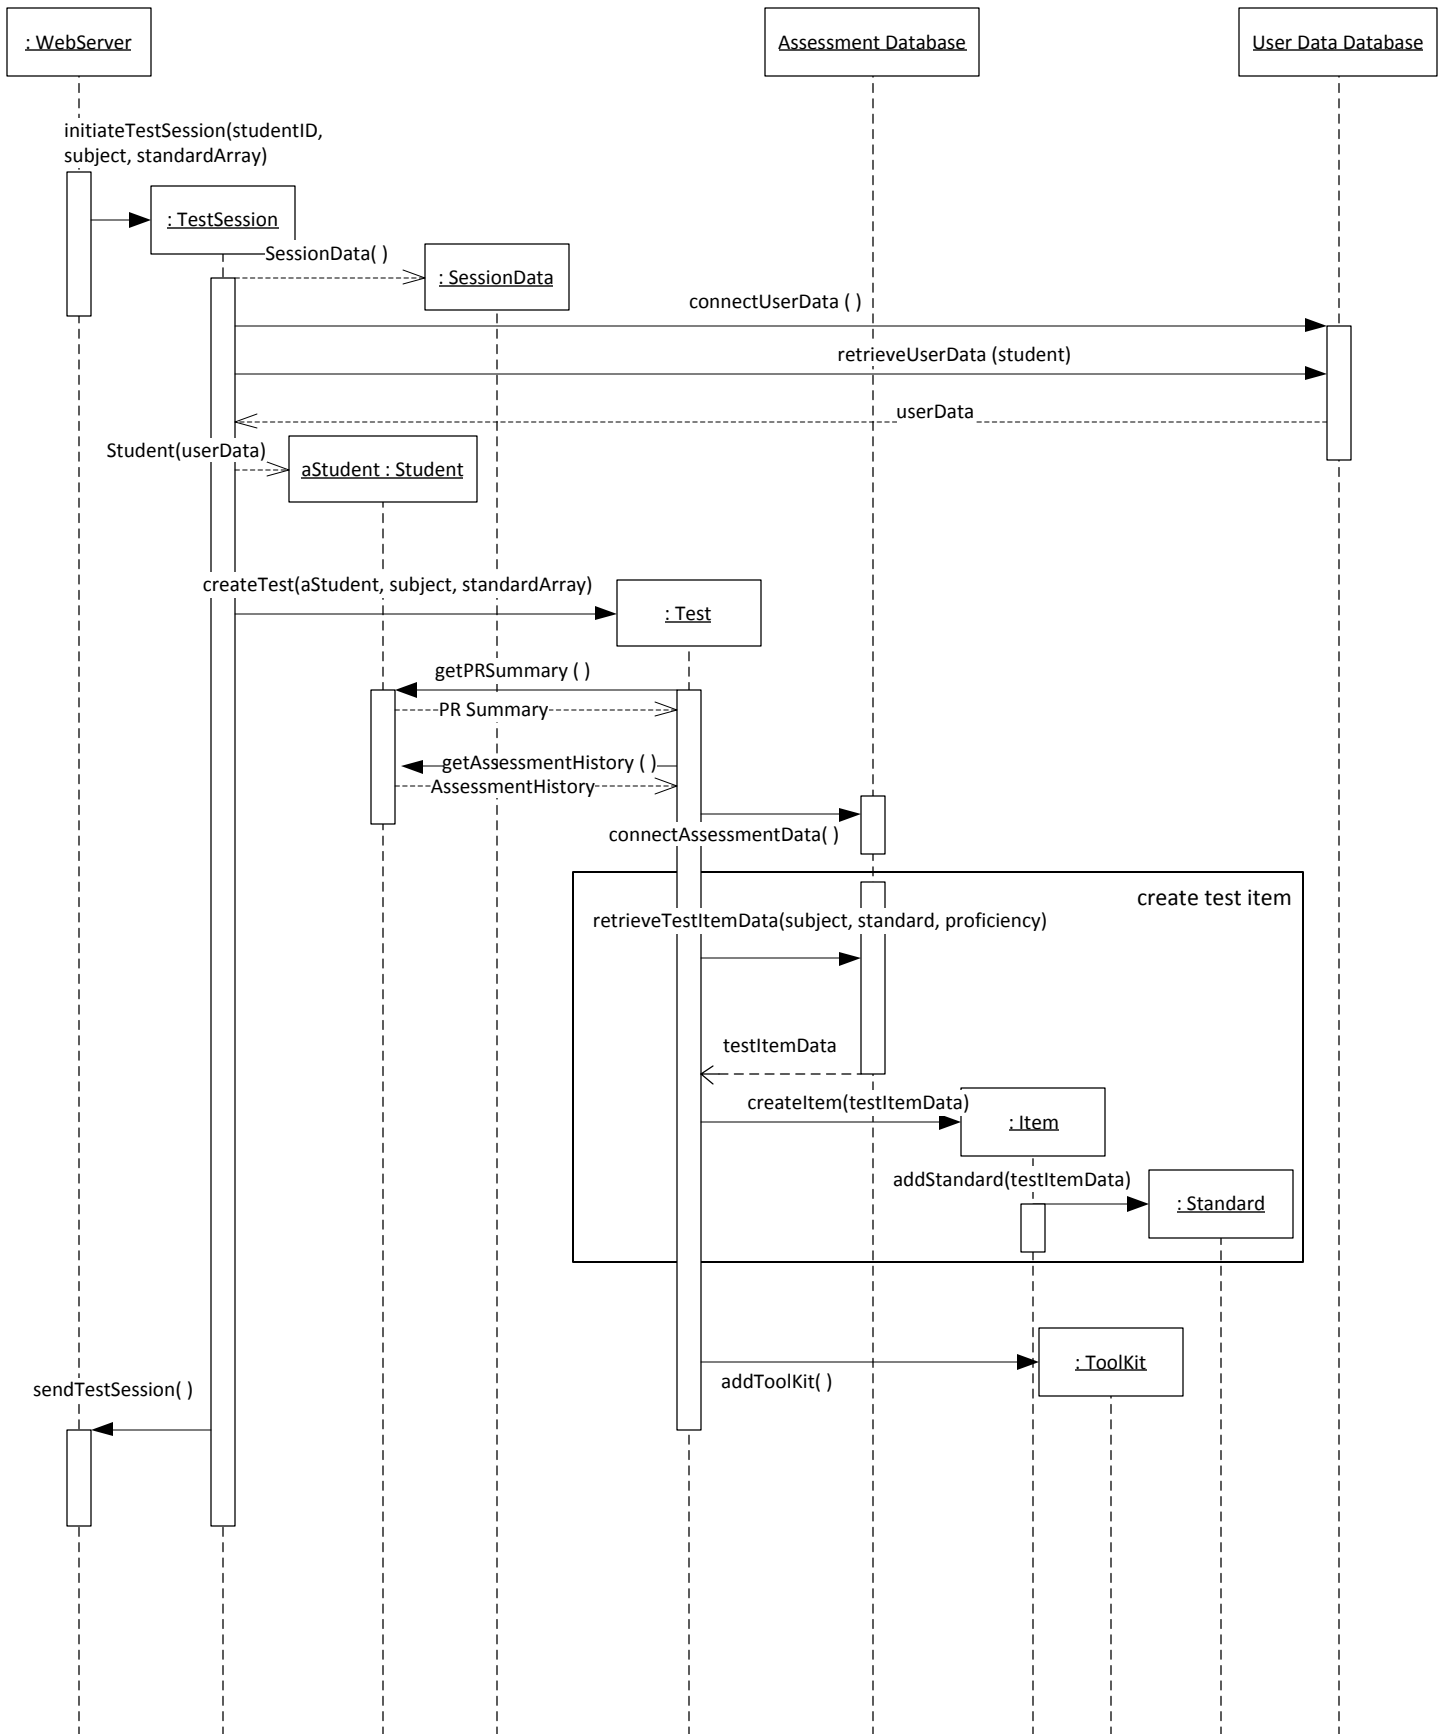 : WebServer
Assessment Database
User Data Database
initiateTestSession(studentID,
subject, standardArray)
: TestSession
SessionData( )
: SessionData
connectUserData ( )
retrieveUserData (student)
userData
Student(userData)
aStudent : Student
createTest(aStudent, subject, standardArray)
: Test
getPRSummary ( )
PR Summary
getAssessmentHistory ( )
AssessmentHistory
connectAssessmentData( )
create test item
retrieveTestItemData(subject, standard, proficiency)
testItemData
createItem(testItemData)
: Item
addStandard(testItemData)
: Standard
: ToolKit
addToolKit( )
sendTestSession( )